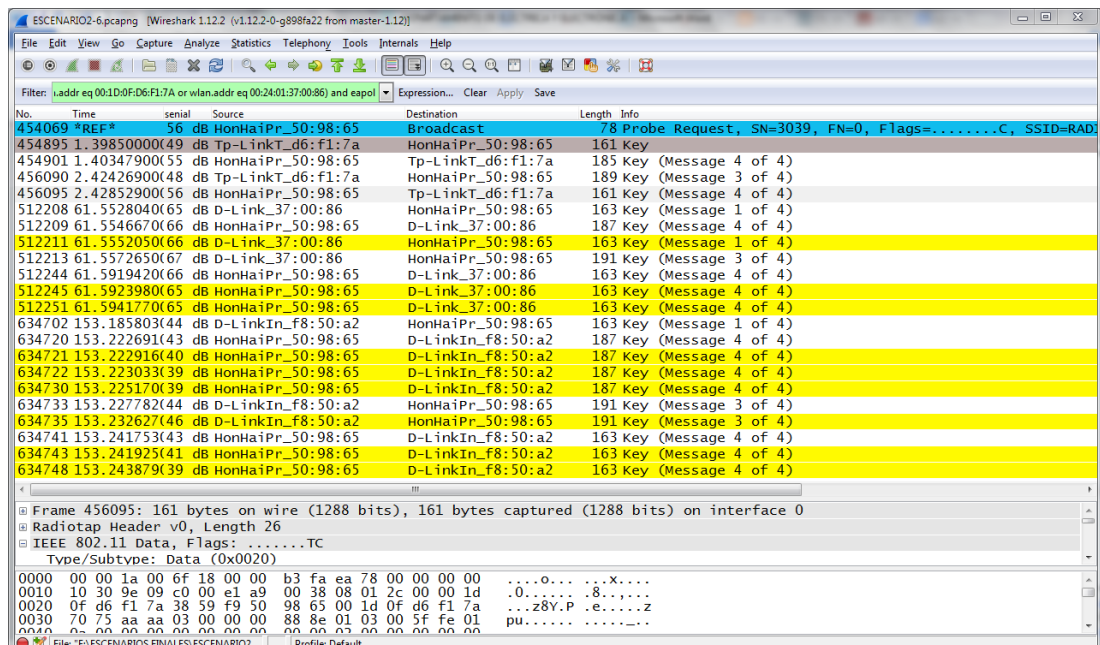 ESCENARIO2-6.pcapng [Wireshark 1.12.2 (v1.12.2-0-g898fa22 from master-1.12)]
File Edit View Go Capture Analyze Statistics Telephony Tools Internals Help
Filter: ı.addr eq 00:1D:0F:D6:F1:7A or wlan.addr eq 00:24:01:37:00:86) and eapol Expression... Clear Apply Save
No. Time senial Source Destination Length Info
454069 *REF* 56 dB HonHaiPr_50:98:65 Broadcast 78 Probe Request, SN=3039, FN=0, Flags=........C, SSID=RADI
454895 1.39850000(49 dB Tp-LinkT_d6:f1:7a HonHaiPr_50:98:65 161 Key
454901 1.40347900(55 dB HonHaiPr_50:98:65 Tp-LinkT_d6:f1:7a 185 Key (Message 4 of 4)
456090 2.42426900(48 dB Tp-LinkT_d6:f1:7a HonHaiPr_50:98:65 189 Key (Message 3 of 4)
456095 2.42852900(56 dB HonHaiPr_50:98:65 Tp-LinkT_d6:f1:7a 161 Key (Message 4 of 4)
512208 61.5528040(65 dB D-Link_37:00:86 HonHaiPr_50:98:65 163 Key (Message 1 of 4)
512209 61.5546670(66 dB HonHaiPr_50:98:65 D-Link_37:00:86 187 Key (Message 4 of 4)
512211 61.5552050(66 dB D-Link_37:00:86 HonHaiPr_50:98:65 163 Key (Message 1 of 4)
512213 61.5572650(67 dB D-Link_37:00:86 HonHaiPr_50:98:65 191 Key (Message 3 of 4)
512244 61.5919420(66 dB HonHaiPr_50:98:65 D-Link_37:00:86 163 Key (Message 4 of 4)
512245 61.5923980(65 dB HonHaiPr_50:98:65 D-Link_37:00:86 163 Key (Message 4 of 4)
512251 61.5941770(65 dB HonHaiPr_50:98:65 D-Link_37:00:86 163 Key (Message 4 of 4)
634702 153.185803(44 dB D-LinkIn_f8:50:a2 HonHaiPr_50:98:65 163 Key (Message 1 of 4)
634720 153.222691(43 dB HonHaiPr_50:98:65 D-LinkIn_f8:50:a2 187 Key (Message 4 of 4)
634721 153.222916(40 dB HonHaiPr_50:98:65 D-LinkIn_f8:50:a2 187 Key (Message 4 of 4)
634722 153.223033(39 dB HonHaiPr_50:98:65 D-LinkIn_f8:50:a2 187 Key (Message 4 of 4)
634730 153.225170(39 dB HonHaiPr_50:98:65 D-LinkIn_f8:50:a2 187 Key (Message 4 of 4)
634733 153.227782(44 dB D-LinkIn_f8:50:a2 HonHaiPr_50:98:65 191 Key (Message 3 of 4)
634735 153.232627(46 dB D-LinkIn_f8:50:a2 HonHaiPr_50:98:65 191 Key (Message 3 of 4)
634741 153.241753(43 dB HonHaiPr_50:98:65 D-LinkIn_f8:50:a2 163 Key (Message 4 of 4)
634743 153.241925(41 dB HonHaiPr_50:98:65 D-LinkIn_f8:50:a2 163 Key (Message 4 of 4)
634748 153.243879(39 dB HonHaiPr_50:98:65 D-LinkIn_f8:50:a2 163 Key (Message 4 of 4)
Frame 456095: 161 bytes on wire (1288 bits), 161 bytes captured (1288 bits) on interface 0
Radiotap Header v0, Length 26
IEEE 802.11 Data, Flags: .......TC
Type/Subtype: Data (0x0020)
0000 00 00 1a 00 6f 18 00 00 b3 fa ea 78 00 00 00 00 ....o... ...x....
0010 10 30 9e 09 c0 00 e1 a9 00 38 08 01 2c 00 00 1d .0...... .8..,...
0020 0f d6 f1 7a 38 59 f9 50 98 65 00 1d 0f d6 f1 7a ...z8Y.P .e.....z
0030 70 75 aa aa 03 00 00 00 88 8e 01 03 00 5f fe 01 pu...... ....._..
0040 0a 00 00 00 00 00 00 00 00 02 00 00 00 00 00 00
File: "F:\ESCENARIOS FINALES\ESCENARIO2 Profile: Default